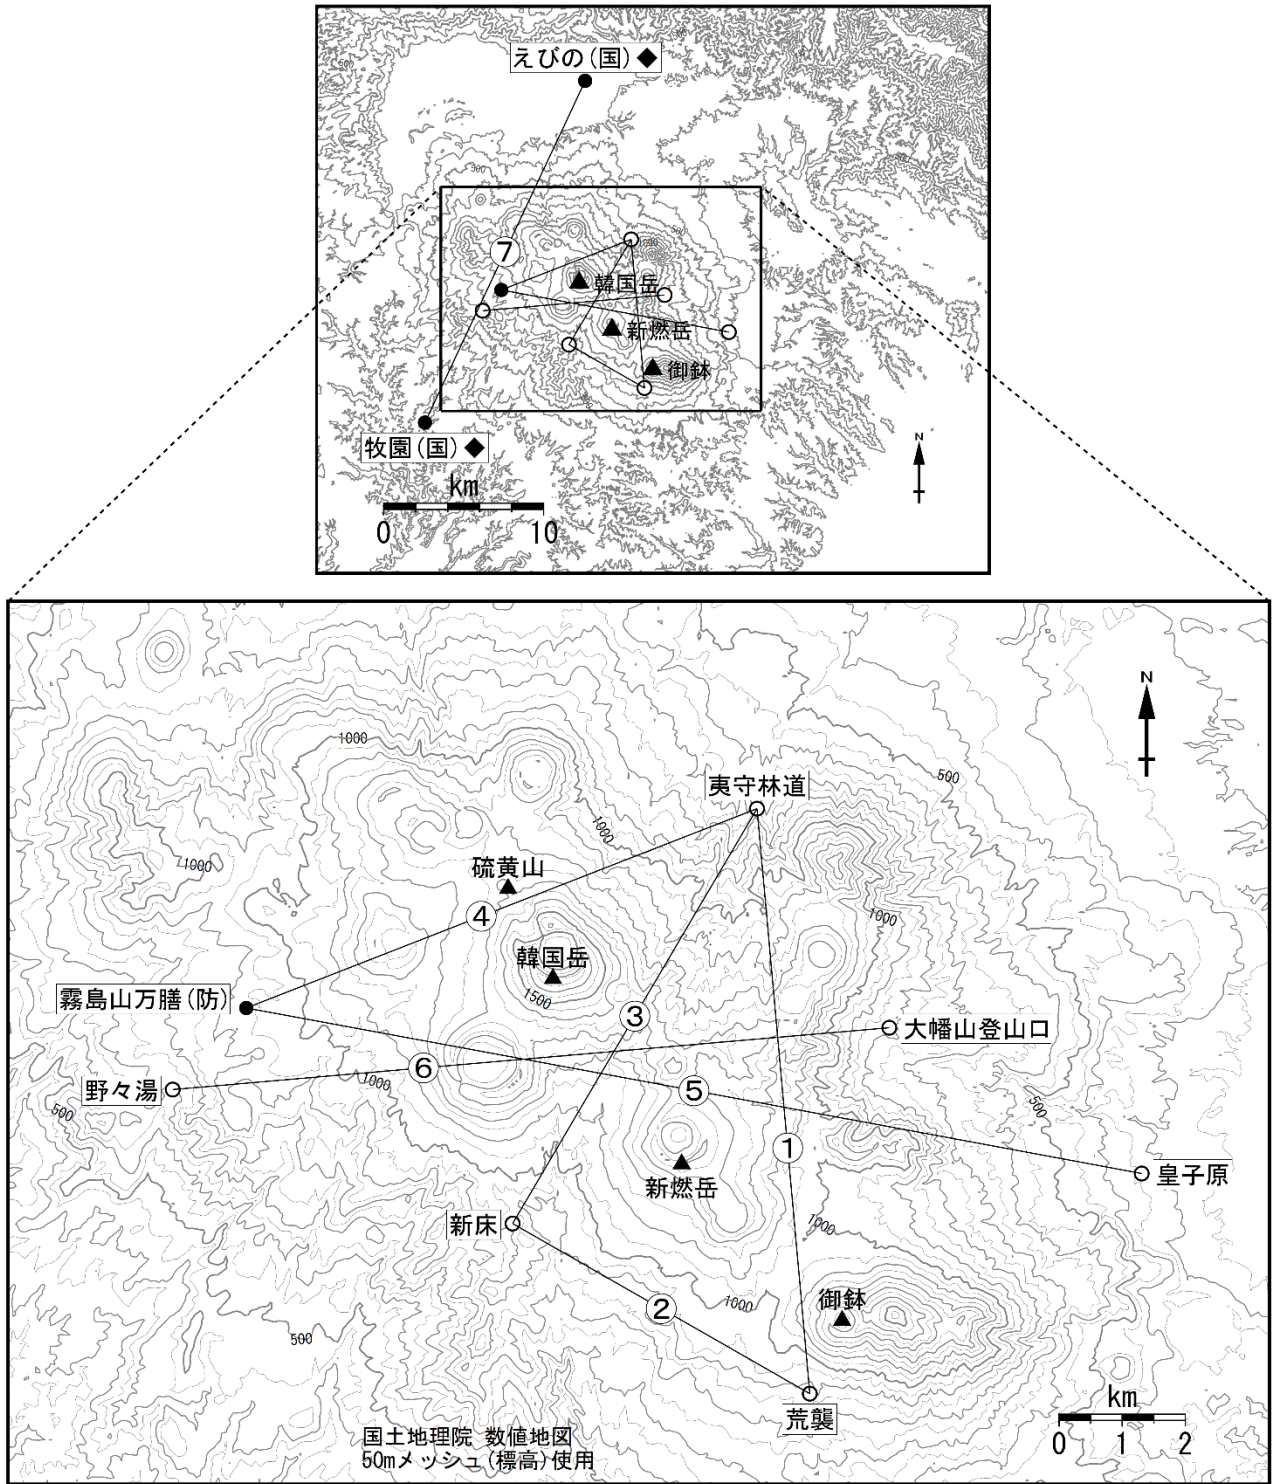 えびの(国)◆
500
500
500
1000
⑦
韓国岳
新燃岳
御鉢
牧園(国)◆
km
0 10
N
N
1000
500
夷守林道
1000
1000
硫黄山
④
1000
韓国岳
霧島山万膳(防)
1500
③
大幡山登山口
⑥
1000
野々湯
⑤
500
500
①
皇子原
新燃岳
新床
1000
②
1000
御鉢
500
荒襲
km
0 1 2
国土地理院 数値地図
50mメッシュ(標高)使用